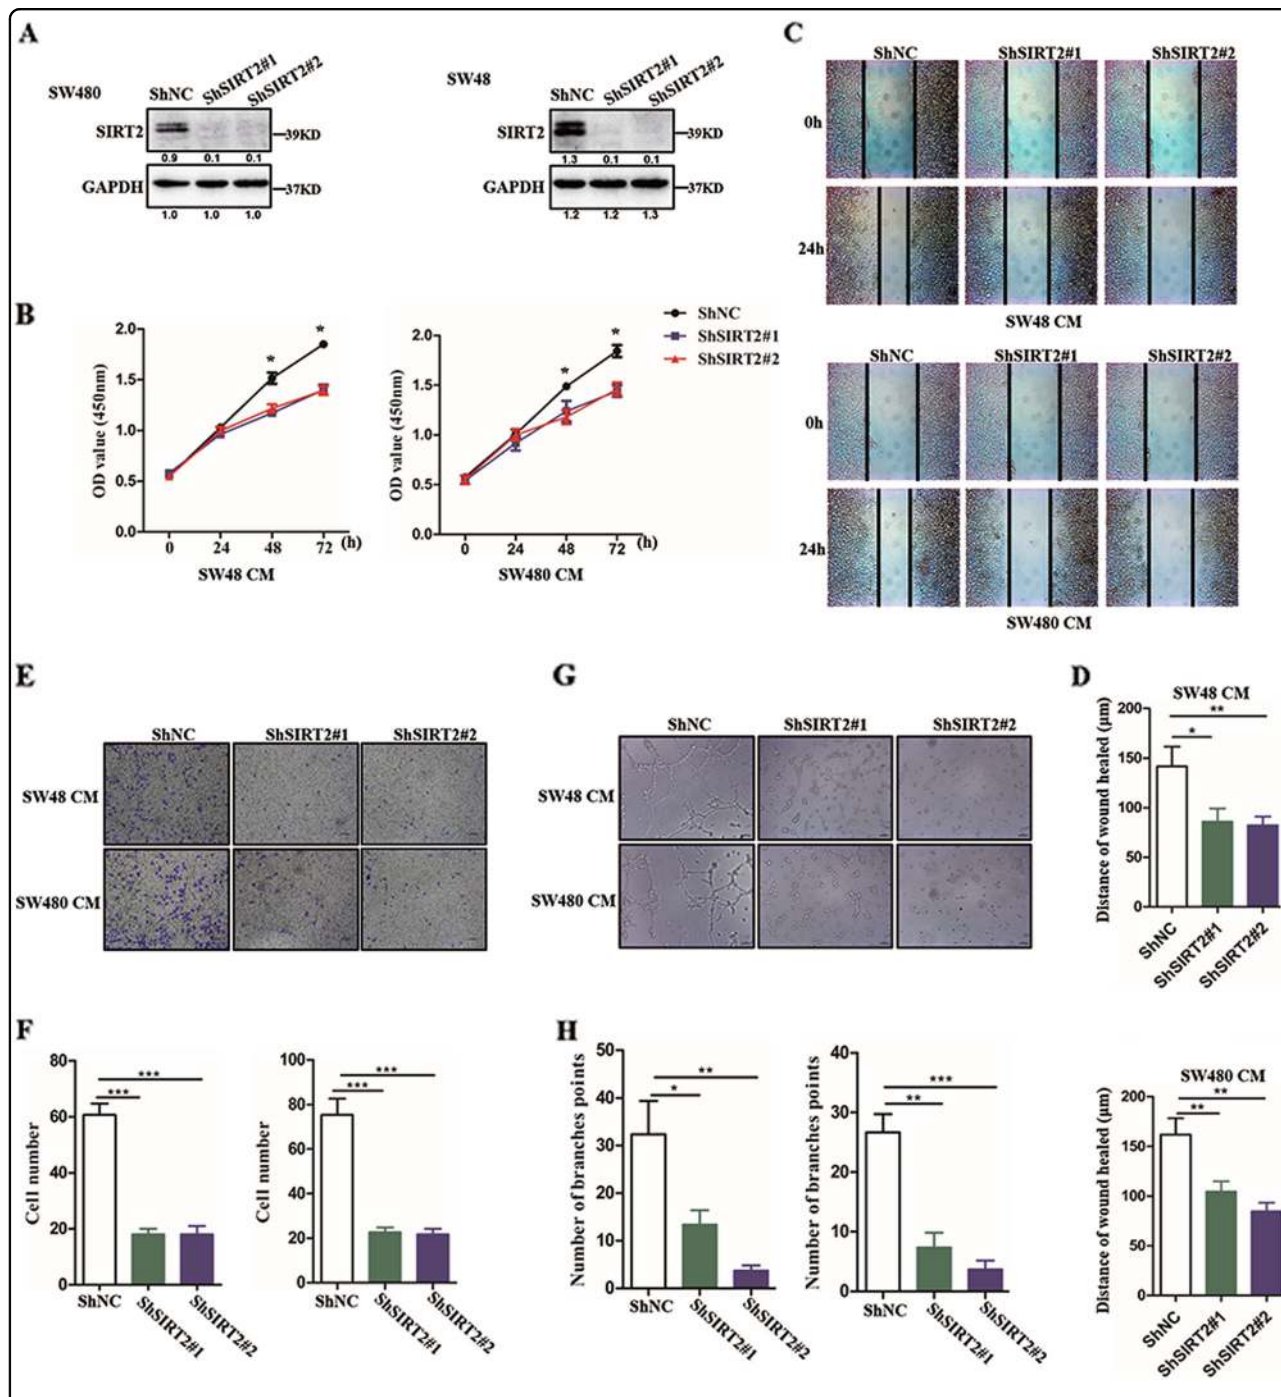 A
SW480
ShNC ShSIRT2#1 ShSIRT2#2
SIRT2
39KD
0.9 0.1 0.1
GAPDH
37KD
1.0 1.0 1.0
SW48
ShNC ShSIRT2#1 ShSIRT2#2
SIRT2
39KD
1.3 0.1 0.1
GAPDH
37KD
1.2 1.2 1.3
B
OD value (450nm)
2.0
1.5
1.0
0.5
0.0
* *
0 24 48 72 (h)
SW48 CM
OD value (450nm)
2.0
1.5
1.0
0.5
0.0
* *
0 24 48 72 (h)
SW480 CM
ShNC
ShSIRT2#1
ShSIRT2#2
C
ShNC ShSIRT2#1 ShSIRT2#2
0h
24h
SW48 CM
ShNC ShSIRT2#1 ShSIRT2#2
0h
24h
SW480 CM
E
ShNC ShSIRT2#1 ShSIRT2#2
SW48 CM
SW480 CM
G
ShNC ShSIRT2#1 ShSIRT2#2
SW48 CM
SW480 CM
D
SW48 CM
Distance of wound healed (µm)
200
150
100
50
0
**
*
ShNC ShSIRT2#1 ShSIRT2#2
F
Cell number
80
60
40
20
0
***
***
ShNC ShSIRT2#1 ShSIRT2#2
Cell number
100
80
60
40
20
0
***
***
ShNC ShSIRT2#1 ShSIRT2#2
H
Number of branches points
50
40
30
20
10
0
**
*
ShNC ShSIRT2#1 ShSIRT2#2
Number of branches points
40
30
20
10
0
***
**
ShNC ShSIRT2#1 ShSIRT2#2
SW480 CM
Distance of wound healed (µm)
200
150
100
50
0
**
**
ShNC ShSIRT2#1 ShSIRT2#2